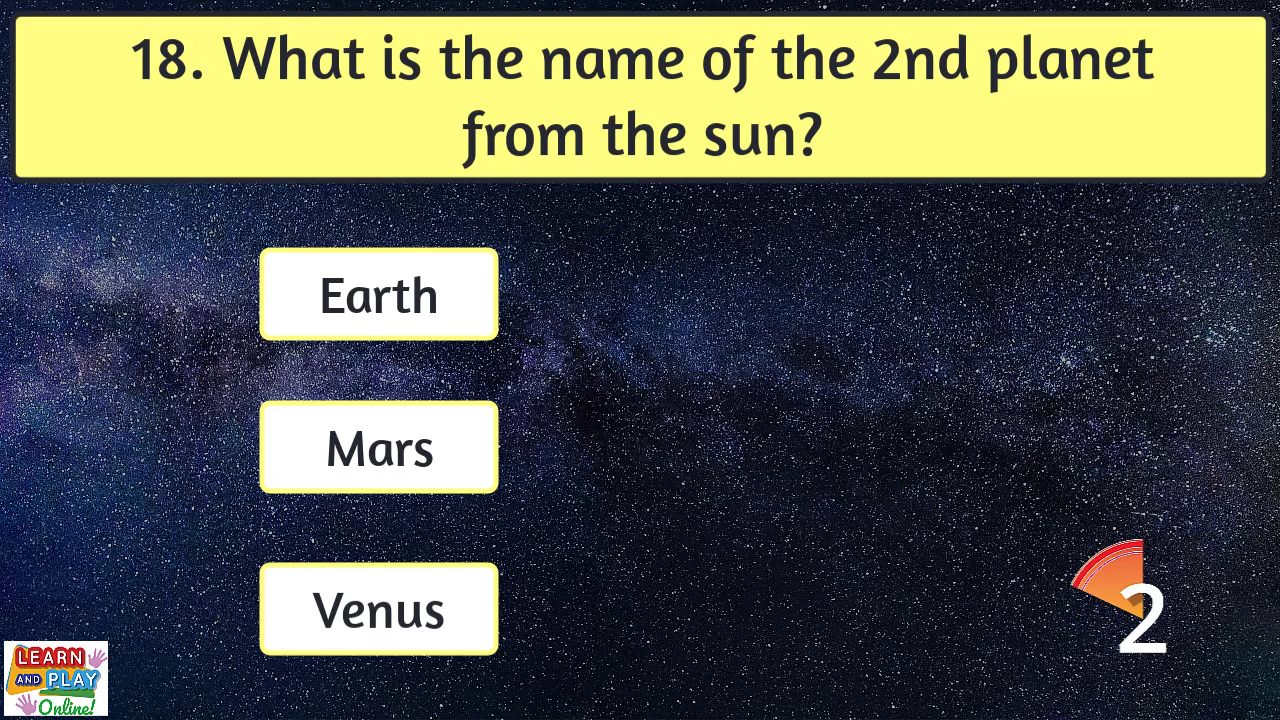 18. What is the name of the 2nd planet
from the sun?
Earth
Mars
Venus
2
LEARN
AND PLAY
Online!